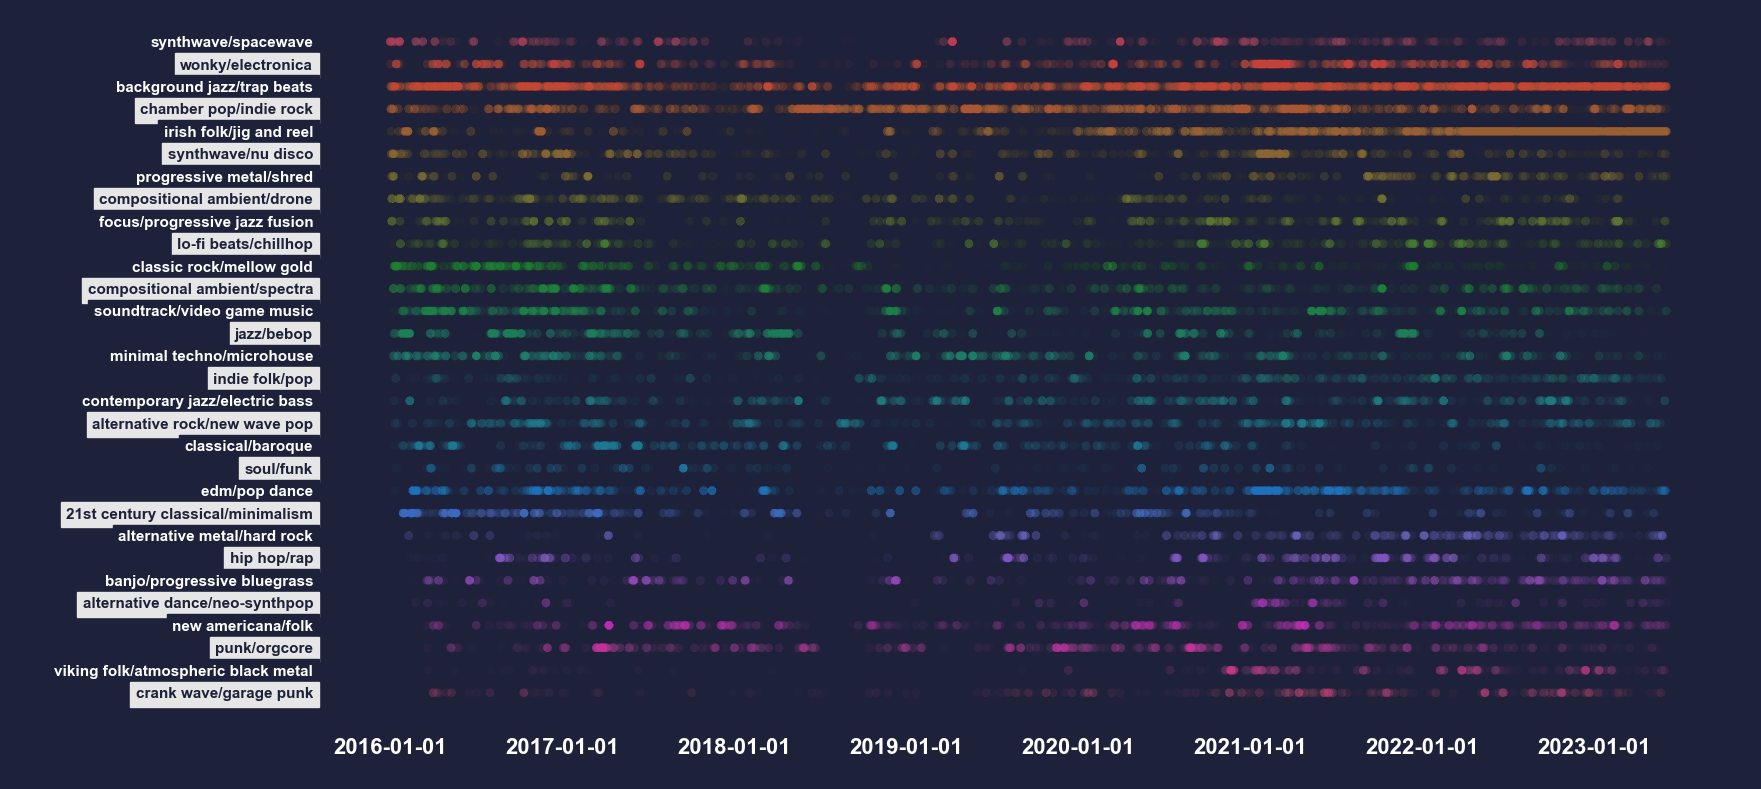 synthwave/spacewave
wonky/electronica
background jazz/trap beats
chamber pop/indie rock
irish folk/jig and reel
synthwave/nu disco
progressive metal/shred
compositional ambient/drone
focus/progressive jazz fusion
lo-fi beats/chillhop
classic rock/mellow gold
compositional ambient/spectra
soundtrack/video game music
jazz/bebop
minimal techno/microhouse
indie folk/pop
contemporary jazz/electric bass
alternative rock/new wave pop
classical/baroque
soul/funk
edm/pop dance
21st century classical/minimalism
alternative metal/hard rock
hip hop/rap
banjo/progressive bluegrass
alternative dance/neo-synthpop
new americana/folk
punk/orgcore
viking folk/atmospheric black metal
crank wave/garage punk
2016-01-01 2017-01-01 2018-01-01 2019-01-01 2020-01-01 2021-01-01 2022-01-01 2023-01-01